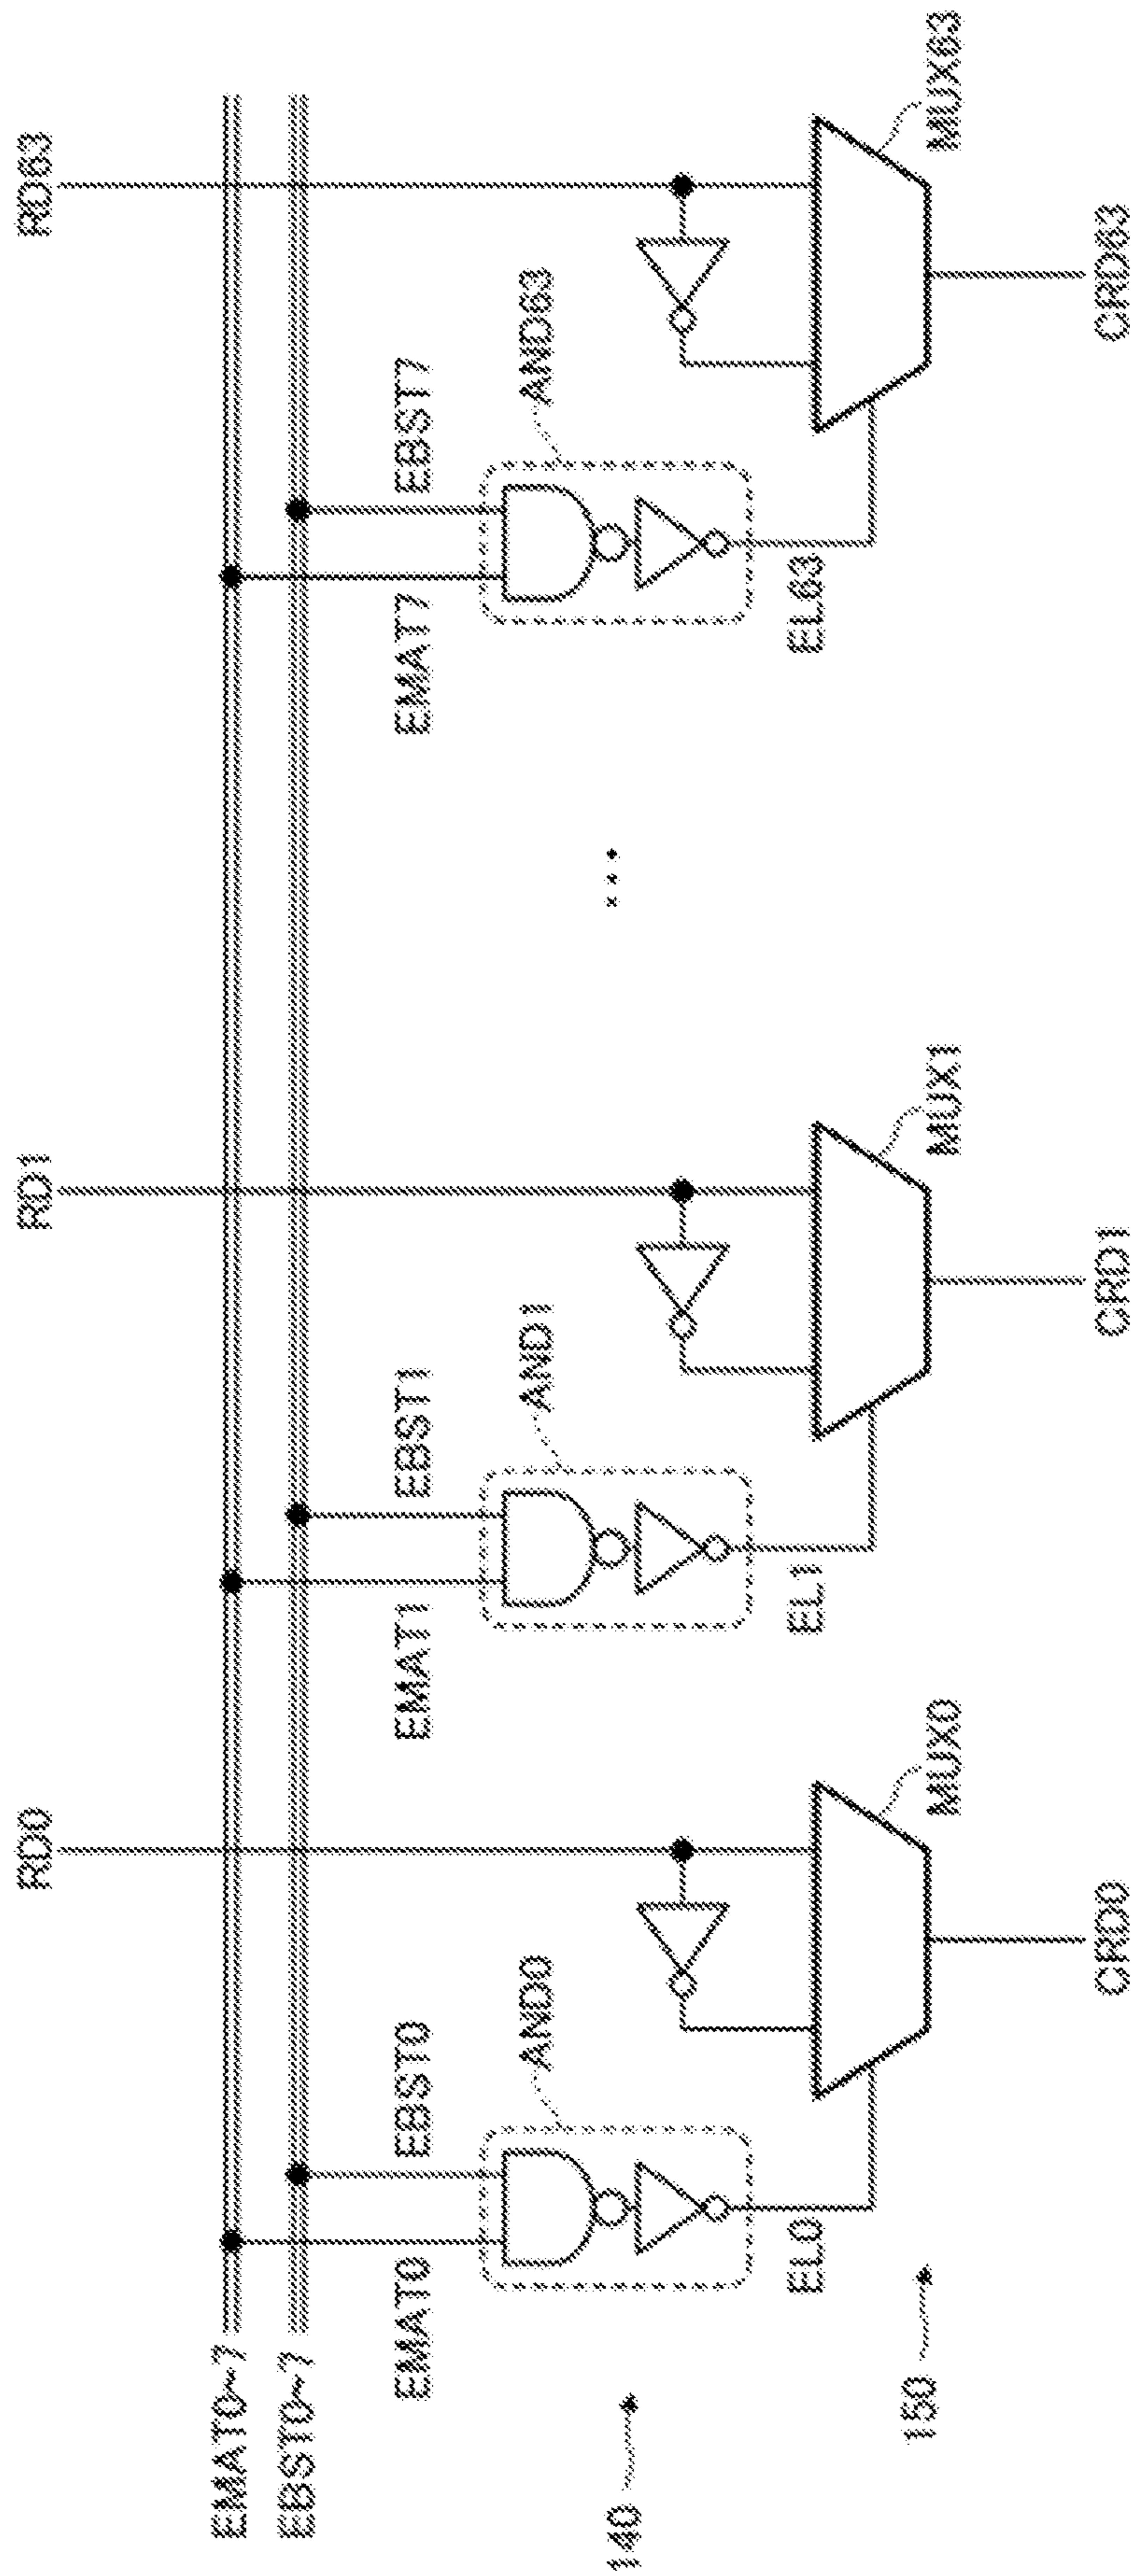 RD0
RD1
RD63
EMAT0~7
EBST0~7
EMAT0
EBST0
EMAT1
EBST1
EMAT7
EBST7
AND0
AND1
AND63
140
EL0
EL1
EL63
150
MUX0
MUX1
MUX63
CRD0
CRD1
CRD63